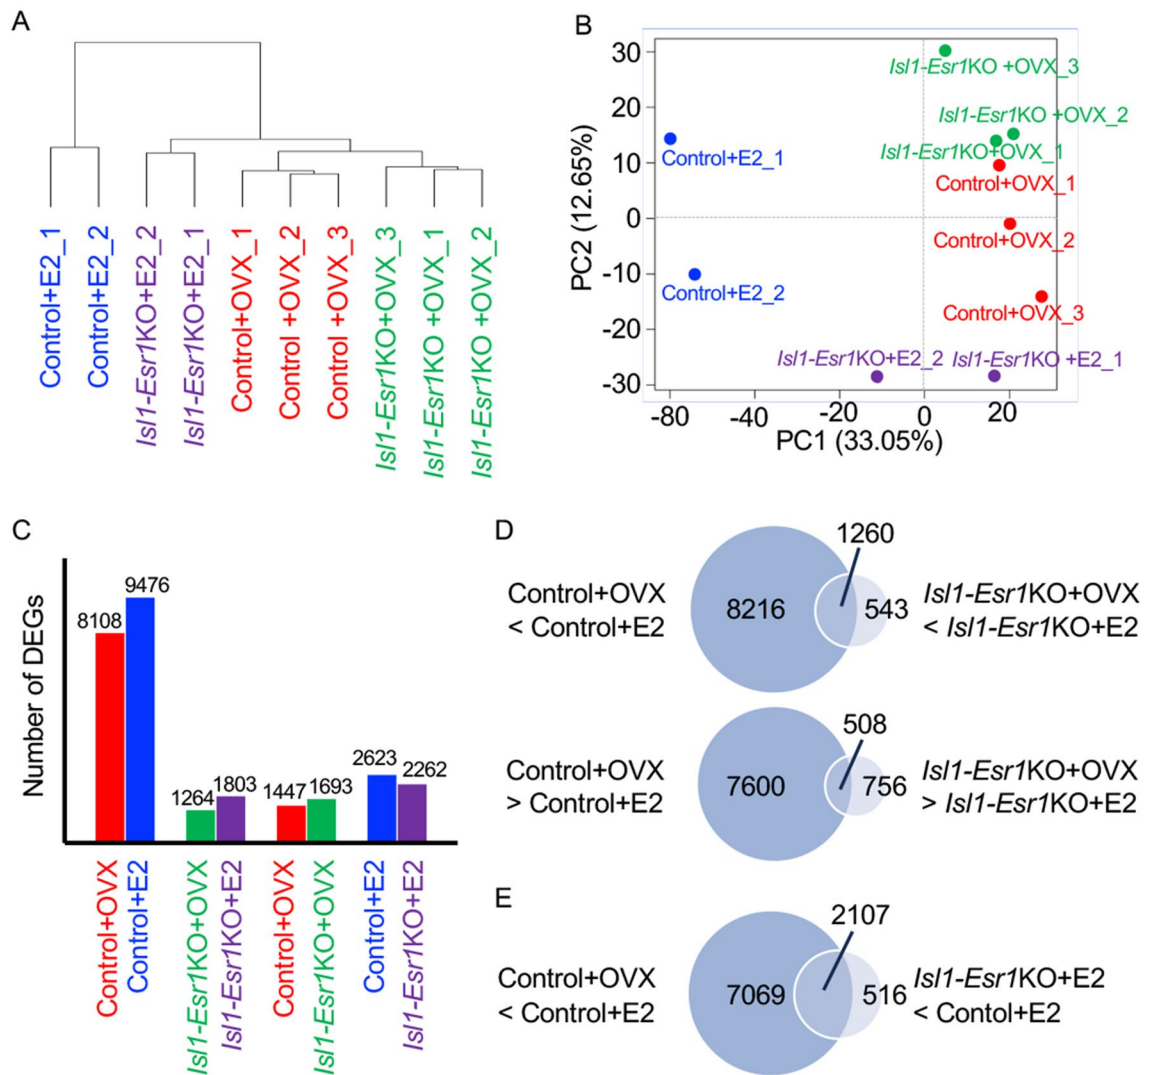 A
Control+E2_1
Control+E2_2
Isl1-Esr1KO+E2_2
Isl1-Esr1KO+E2_1
Control+OVX_1
Control +OVX_2
Control +OVX_3
Isl1-Esr1KO+OVX_3
Isl1-Esr1KO +OVX_1
Isl1-Esr1KO +OVX_2
B
PC2 (12.65%)
30
20
10
0
-10
-20
-30
Isl1-Esr1KO +OVX_3
Isl1-Esr1KO +OVX_2
Isl1-Esr1KO+OVX_1
Control+E2_1
Control+OVX_1
Control+OVX_2
Control+E2_2
Control+OVX_3
Isl1-Esr1KO+E2_2
Isl1-Esr1KO +E2_1
-80
-40
-20
0
20
PC1 (33.05%)
C
Number of DEGs
8108
9476
1264
1803
1447
1693
2623
2262
Control+OVX
Control+E2
Isl1-Esr1KO+OVX
Isl1-Esr1KO+E2
Control+OVX
Isl1-Esr1KO+OVX
Control+E2
Isl1-Esr1KO+E2
D
1260
Control+OVX
< Control+E2
8216
543
Isl1-Esr1KO+OVX
< Isl1-Esr1KO+E2
508
Control+OVX
> Control+E2
7600
756
Isl1-Esr1KO+OVX
> Isl1-Esr1KO+E2
E
2107
Control+OVX
< Control+E2
7069
516
Isl1-Esr1KO+E2
< Contol+E2